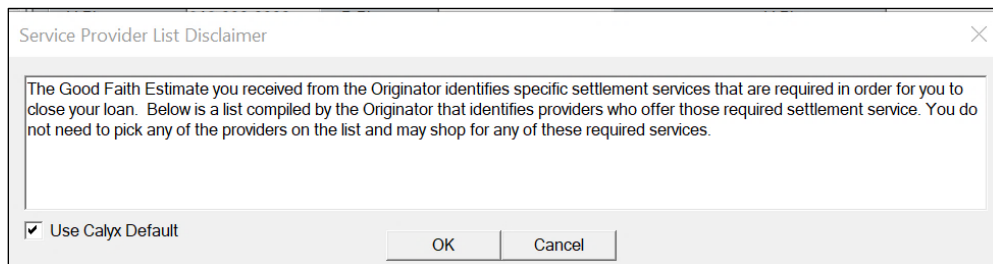 Service Provider List Disclaimer
The Good Faith Estimate you received from the Originator identifies specific settlement services that are required in order for you to
close your loan.  Below is a list compiled by the Originator that identifies providers who offer those required settlement service. You do
not need to pick any of the providers on the list and may shop for any of these required services.
Use Calyx Default
OK
Cancel